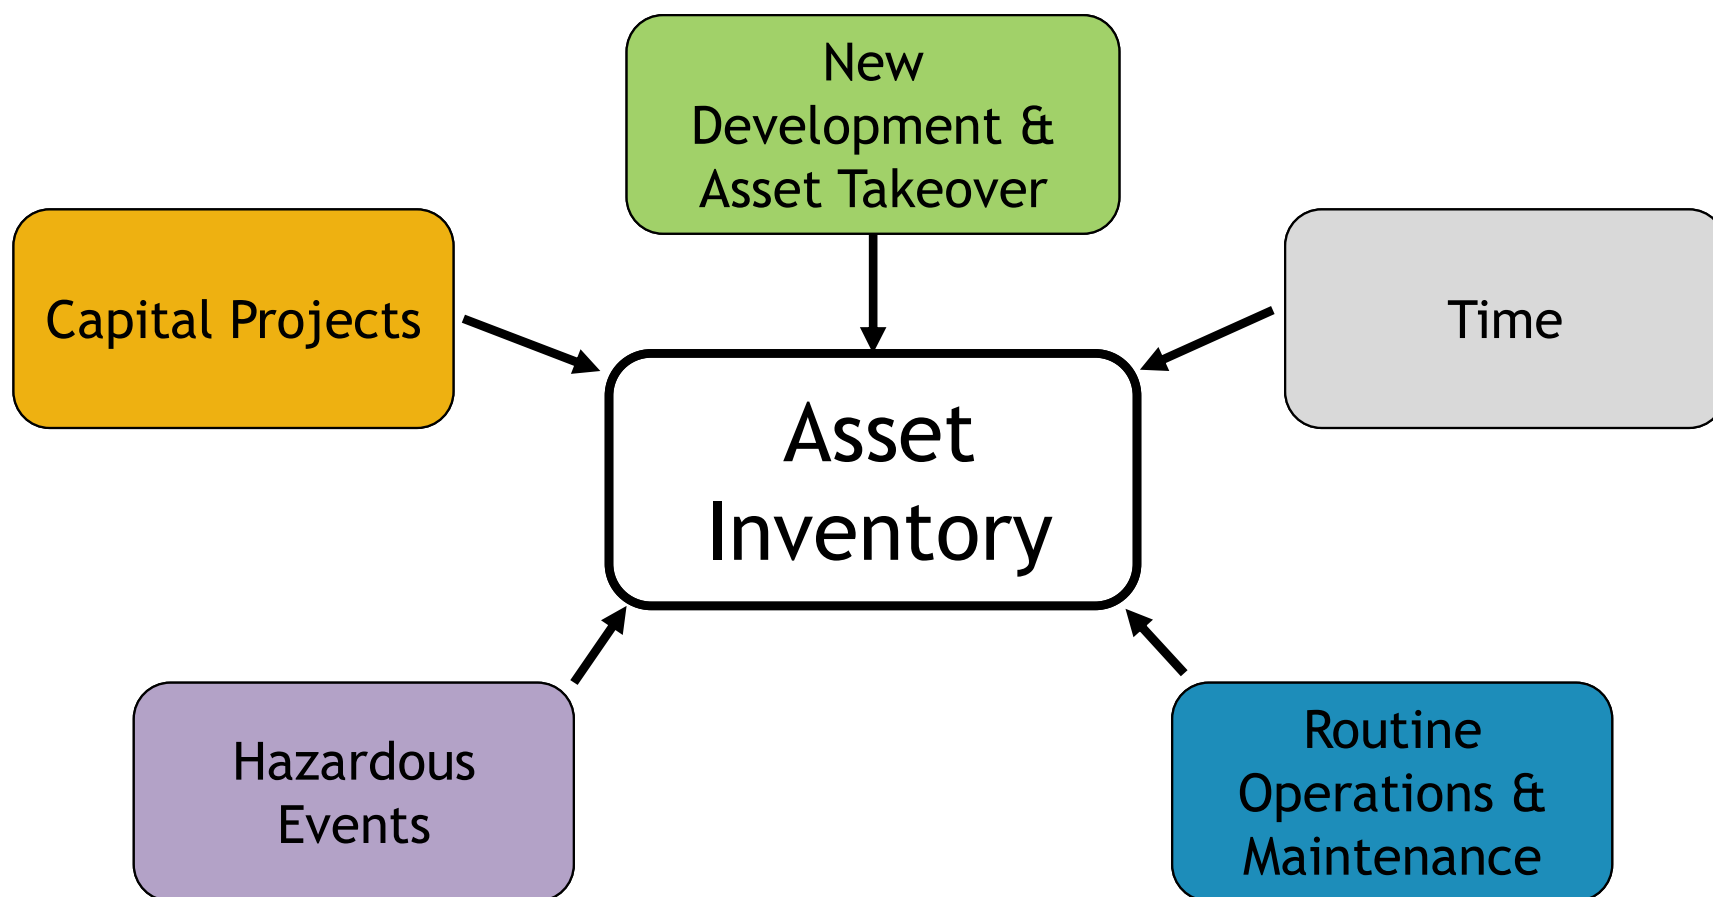 New
Development &
Asset Takeover
Capital Projects
Time
Asset
Inventory
Hazardous
Events
Routine
Operations &
Maintenance